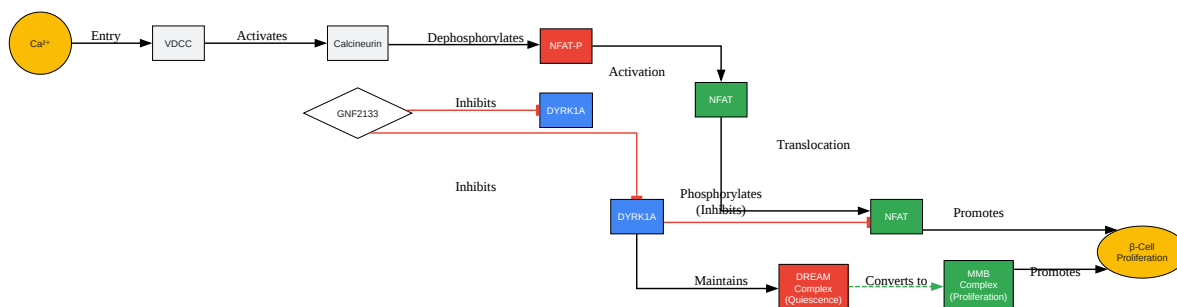 Ca²⁺
Entry
VDCC
Activates
Calcineurin
Dephosphorylates
NFAT-P
Activation
NFAT
GNF2133
Inhibits
DYRK1A
Translocation
Inhibits
DYRK1A
Phosphorylates
(Inhibits)
NFAT
Promotes
β-Cell
Proliferation
Maintains
DREAM
Complex
(Quiescence)
Converts to
MMB
Complex
(Proliferation)
Promotes